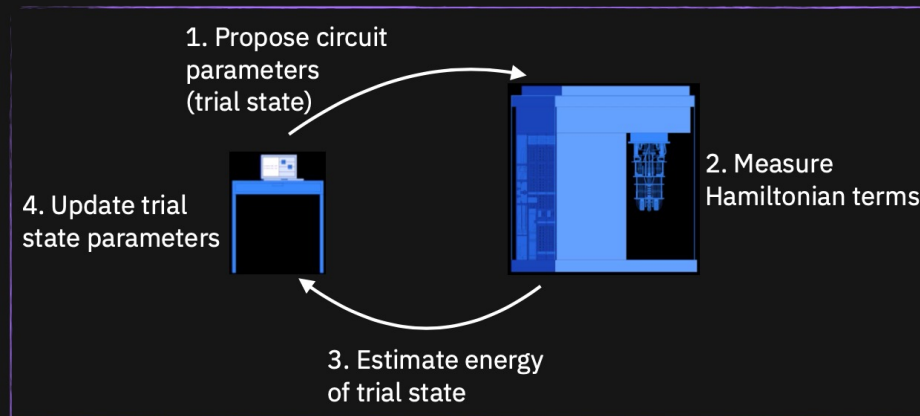 1. Propose circuit
parameters
(trial state)
2. Measure
Hamiltonian terms
3. Estimate energy
of trial state
4. Update trial
state parameters